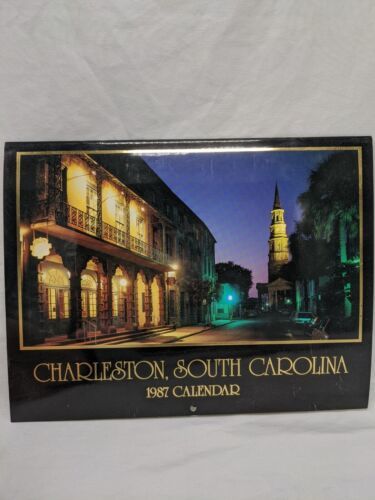 CHARLESTON, SOUTH CAROLINA
1987 CALENDAR